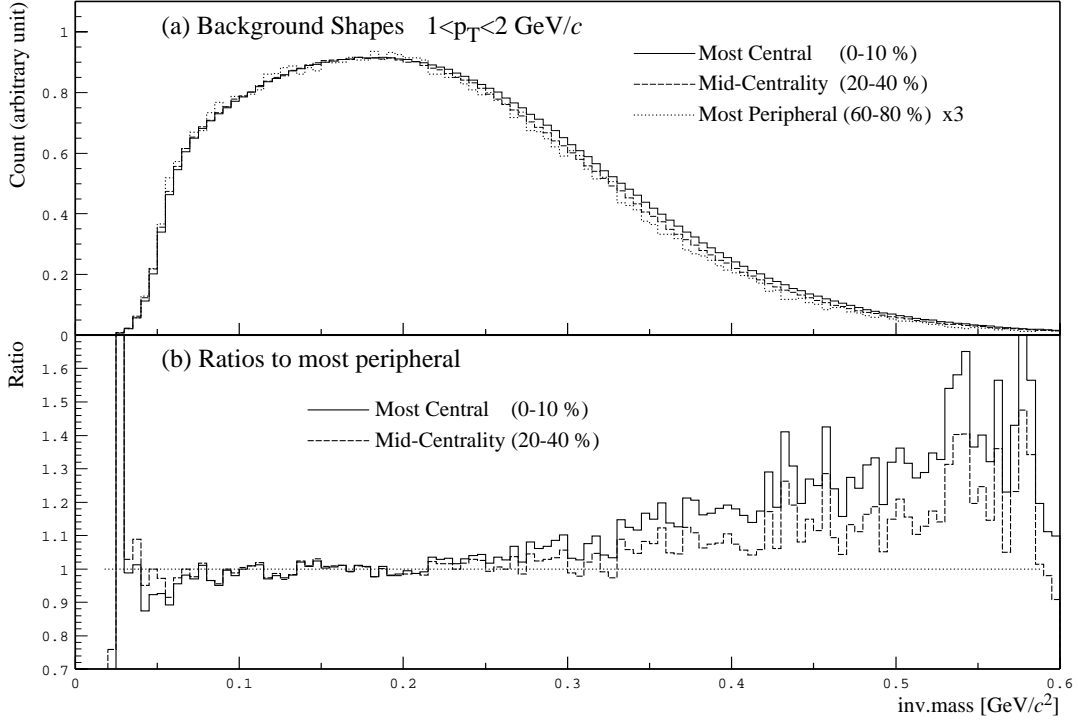 (a) Background Shapes 1<p_T<2 GeV/c
Most Central (0-10 %)
Mid-Centrality (20-40 %)
Most Peripheral (60-80 %) x3
Count (arbitrary unit)
1
0.8
0.6
0.4
0.2
0
(b) Ratios to most peripheral
Most Central (0-10 %)
Mid-Centrality (20-40 %)
Ratio
1.6
1.5
1.4
1.3
1.2
1.1
1
0.9
0.8
0.7
0 0.1 0.2 0.3 0.4 0.5 0.6
inv.mass [GeV/c²]